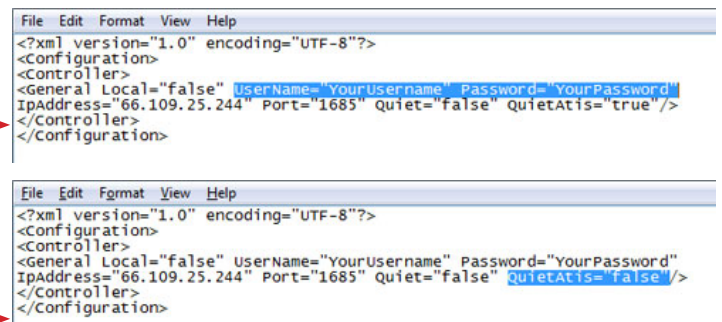 File Edit Format View Help
<?xml version="1.0" encoding="UTF-8"?>
<Configuration>
<Controller>
<General Local="false" UserName="YourUsername" Password="YourPassword"
IpAddress="66.109.25.244" Port="1685" Quiet="false" QuietAtis="true"/>
</Controller>
</Configuration>
File Edit Format View Help
<?xml version="1.0" encoding="UTF-8"?>
<Configuration>
<Controller>
<General Local="false" UserName="YourUsername" Password="YourPassword"
IpAddress="66.109.25.244" Port="1685" Quiet="false" QuietAtis="false"/>
</Controller>
</Configuration>